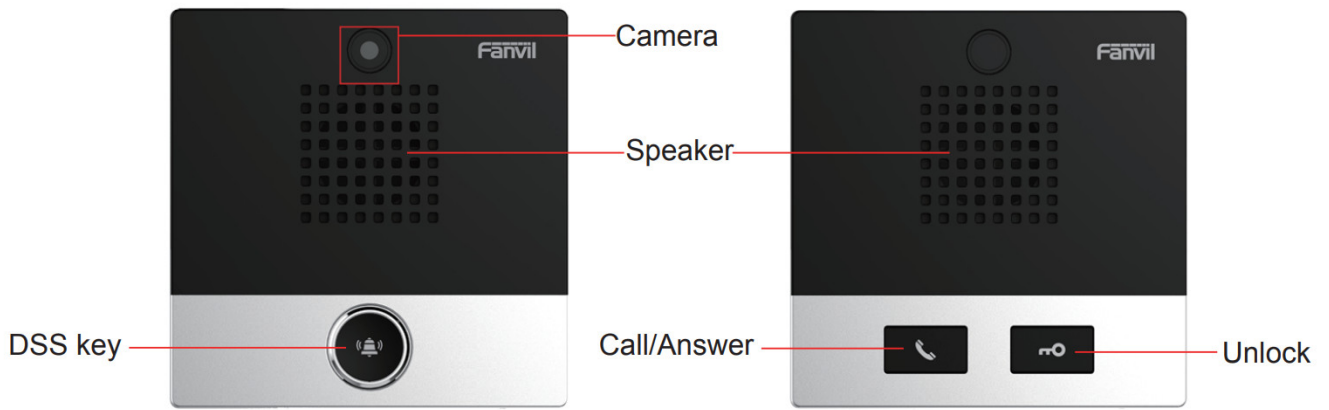 Camera
Fanvil
Fanvil
Speaker
DSS key
Call/Answer
Unlock